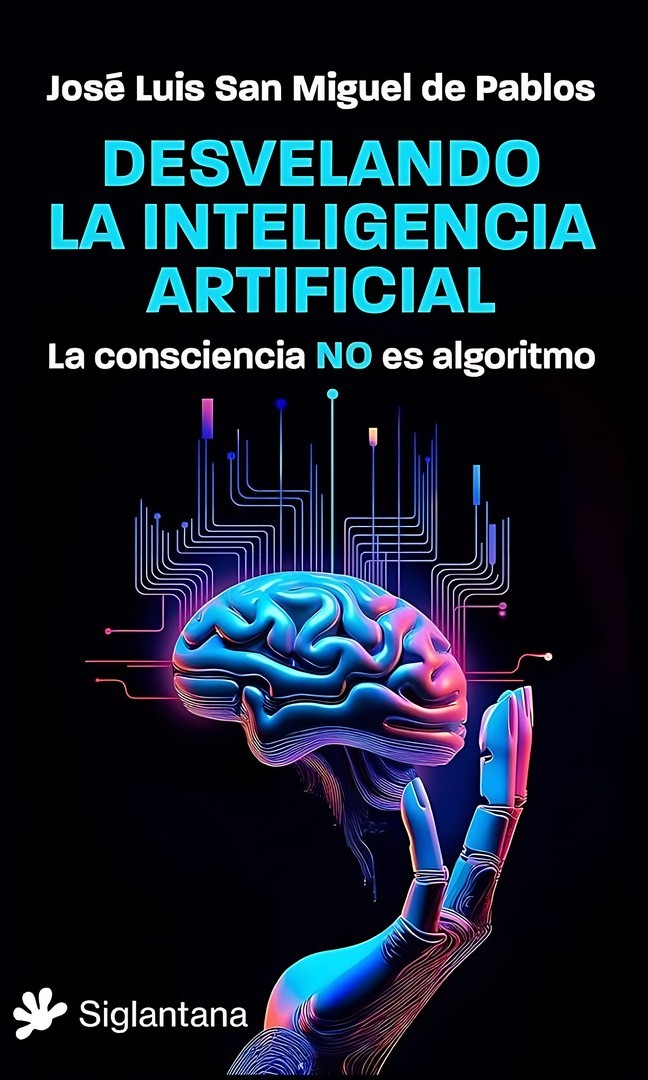 José Luis San Miguel de Pablos
DESVELANDO
LA INTELIGENCIA
ARTIFICIAL
La consciencia NO es algoritmo
Siglantana